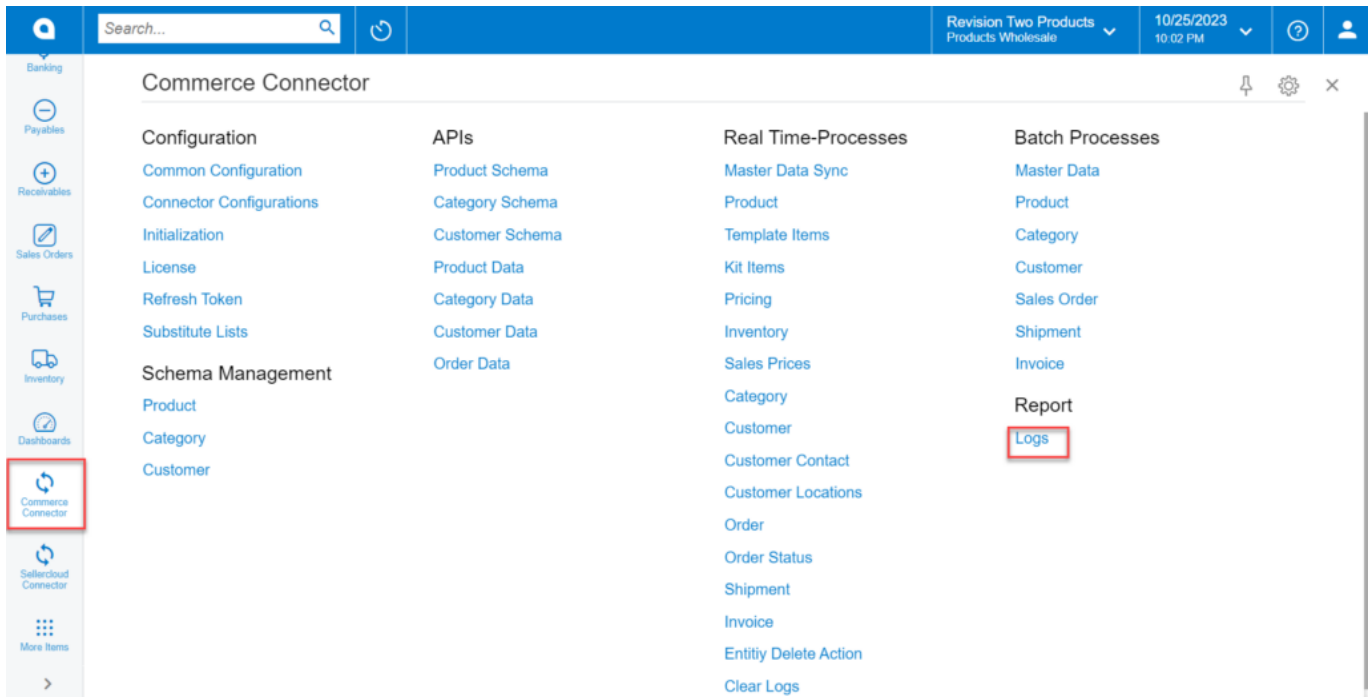 Search...
Revision Two Products
Products Wholesale
10/25/2023
10:02 PM
Banking
Payables
Receivables
Sales Orders
Purchases
Inventory
Dashboards
Commerce
Connector
Sellercloud
Connector
More Items
Commerce Connector
Configuration
Common Configuration
Connector Configurations
Initialization
License
Refresh Token
Substitute Lists
Schema Management
Product
Category
Customer
APIs
Product Schema
Category Schema
Customer Schema
Product Data
Category Data
Customer Data
Order Data
Real Time-Processes
Master Data Sync
Product
Template Items
Kit Items
Pricing
Inventory
Sales Prices
Category
Customer
Customer Contact
Customer Locations
Order
Order Status
Shipment
Invoice
Entitiy Delete Action
Clear Logs
Batch Processes
Master Data
Product
Category
Customer
Sales Order
Shipment
Invoice
Report
Logs